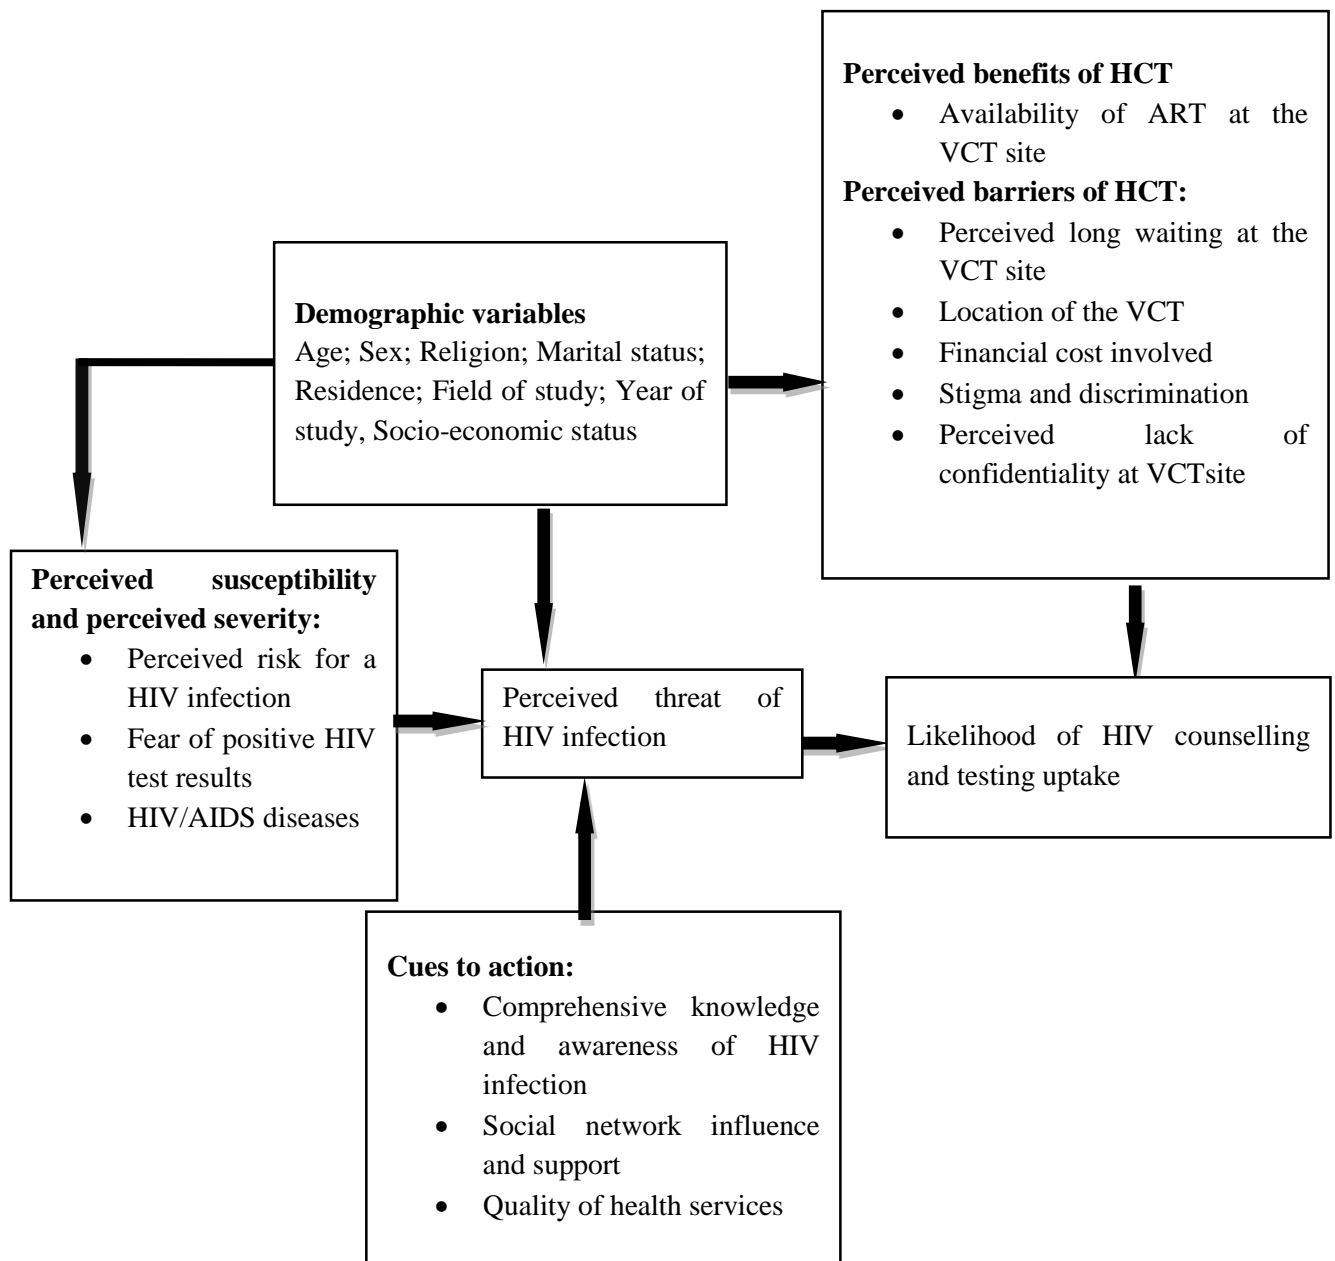 Perceived benefits of HCT
• Availability of ART at the
VCT site
Perceived barriers of HCT:
• Perceived long waiting at the
VCT site
• Location of the VCT
• Financial cost involved
• Stigma and discrimination
• Perceived lack of
confidentiality at VCTsite
Demographic variables
Age; Sex; Religion; Marital status;
Residence; Field of study; Year of
study, Socio-economic status
Perceived susceptibility
and perceived severity:
• Perceived risk for a
HIV infection
• Fear of positive HIV
test results
• HIV/AIDS diseases
Perceived threat of
HIV infection
Likelihood of HIV counselling
and testing uptake
Cues to action:
• Comprehensive knowledge
and awareness of HIV
infection
• Social network influence
and support
• Quality of health services